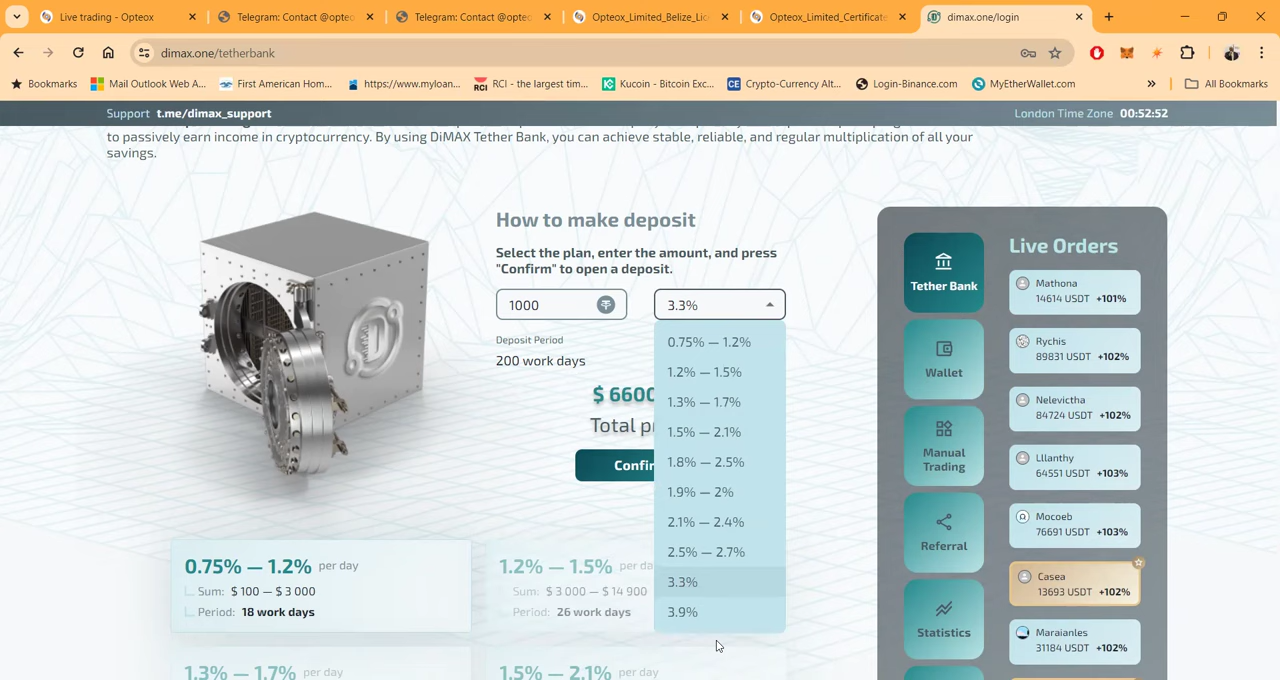 Live trading - Opteox
Telegram: Contact @opteo
Telegram: Contact @opteo
Opteox_Limited_Belize_Lic
Opteox_Limited_Certificate
dimax.one/login
dimax.one/tetherbank
Bookmarks
Mail Outlook Web A...
First American Hom...
https://www.myloan...
RCI - the largest tim...
Kucoin - Bitcoin Exc...
Crypto-Currency Alt...
Login-Binance.com
MyEtherWallet.com
All Bookmarks
Support t.me/dimax_support
London Time Zone 00:52:52
to passively earn income in cryptocurrency. By using DiMAX Tether Bank, you can achieve stable, reliable, and regular multiplication of all your
savings.
How to make deposit
Select the plan, enter the amount, and press
"Confirm" to open a deposit.
1000
3.3%
Deposit Period
200 work days
$ 6600
Total p
Confir
0.75% — 1.2%
1.2% — 1.5%
1.3% — 1.7%
1.5% — 2.1%
1.8% — 2.5%
1.9% — 2%
2.1% — 2.4%
2.5% — 2.7%
3.3%
3.9%
0.75% — 1.2% per day
Sum: $ 100 — $ 3 000
Period: 18 work days
1.2% — 1.5% per da
Sum: $ 3 000 — $ 14 900
Period: 26 work days
1.3% — 1.7% per day
1.5% — 2.1% per day
Tether Bank
Wallet
Manual
Trading
Referral
Statistics
Live Orders
Mathona
14614 USDT +101%
Rychis
89831 USDT +102%
Nelevictha
84724 USDT +102%
Lllanthy
64551 USDT +103%
Mocoeb
76691 USDT +103%
Casea
13693 USDT +102%
Maraianles
31184 USDT +102%